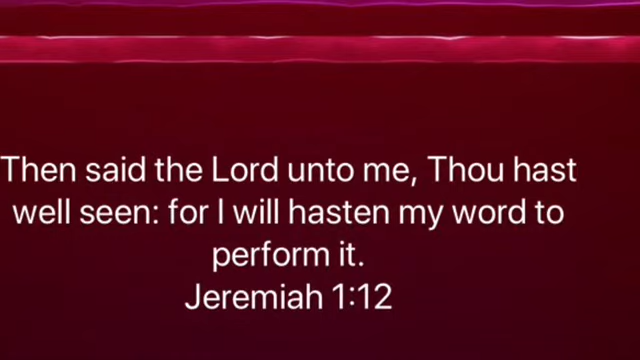 Then said the Lord unto me, Thou hast
well seen: for I will hasten my word to
perform it.
Jeremiah 1:12